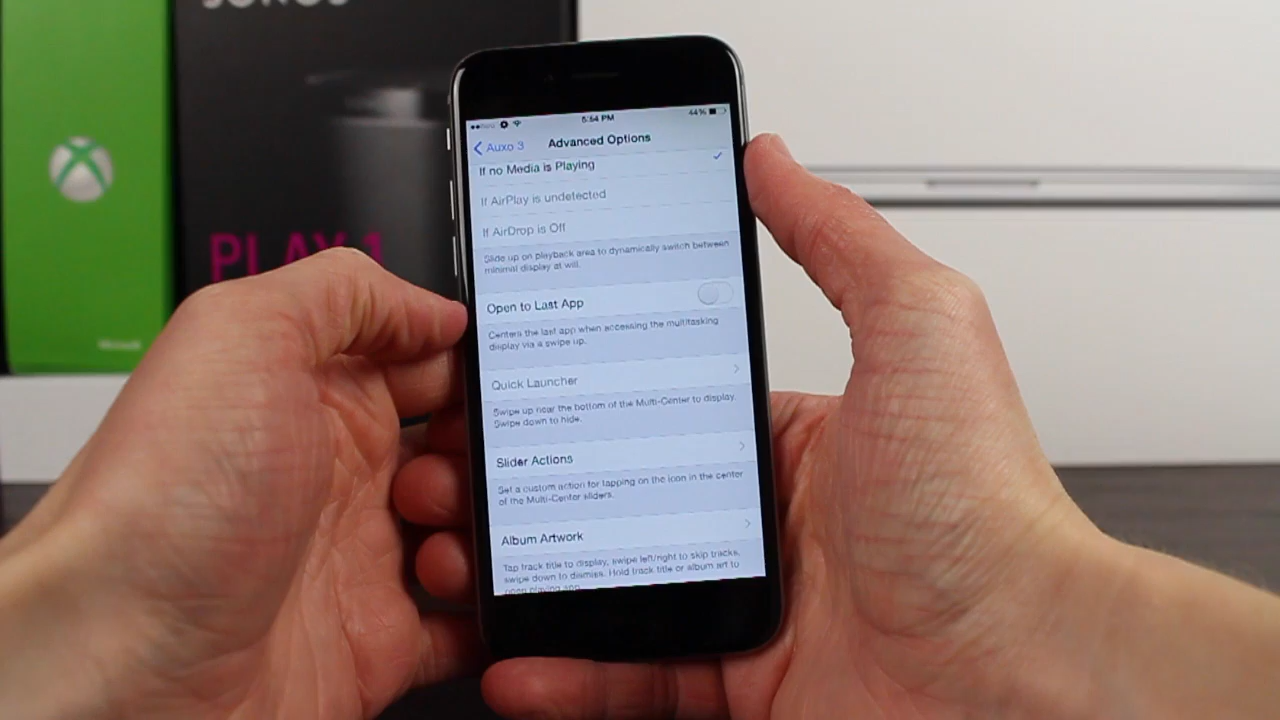 SONOS
PLAY:1
Microsoft
5:54 PM
44%
Auxo 3
Advanced Options
If no Media is Playing
If AirPlay is undetected
If AirDrop is Off
Slide up on playback area to dynamically switch between
minimal display at will.
Open to Last App
Centers the last app when accessing the multitasking
display via a swipe up.
Quick Launcher
Swipe up near the bottom of the Multi-Center to display.
Swipe down to hide.
Slider Actions
Set a custom action for tapping on the icon in the center
of the Multi-Center sliders.
Album Artwork
Tap track title to display, swipe left/right to skip tracks,
swipe down to dismiss. Hold track title or album art to
open playing app.